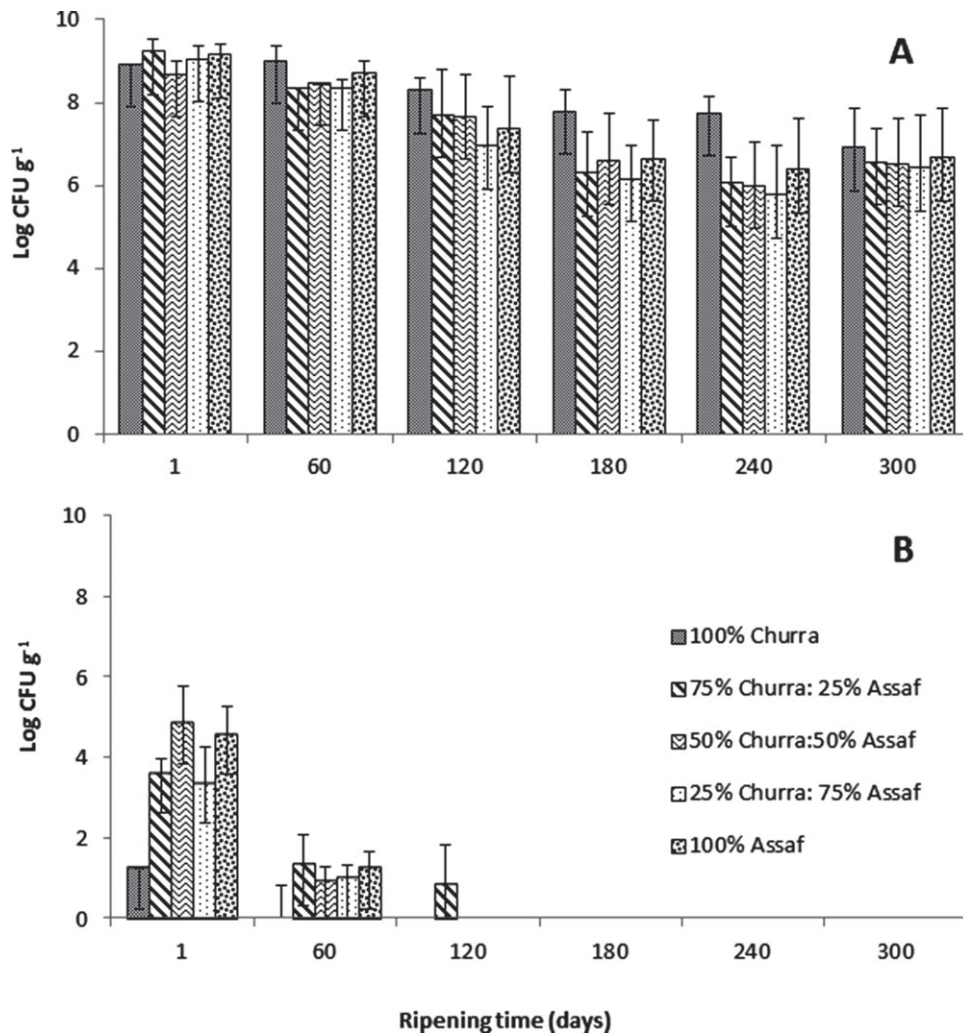 10
A
8
6
4
2
0
Log CFU g-1
1 60 120 180 240 300
10
B
8
6
4
2
0
Log CFU g-1
100% Churra
75% Churra: 25% Assaf
50% Churra:50% Assaf
25% Churra: 75% Assaf
100% Assaf
1 60 120 180 240 300
Ripening time (days)